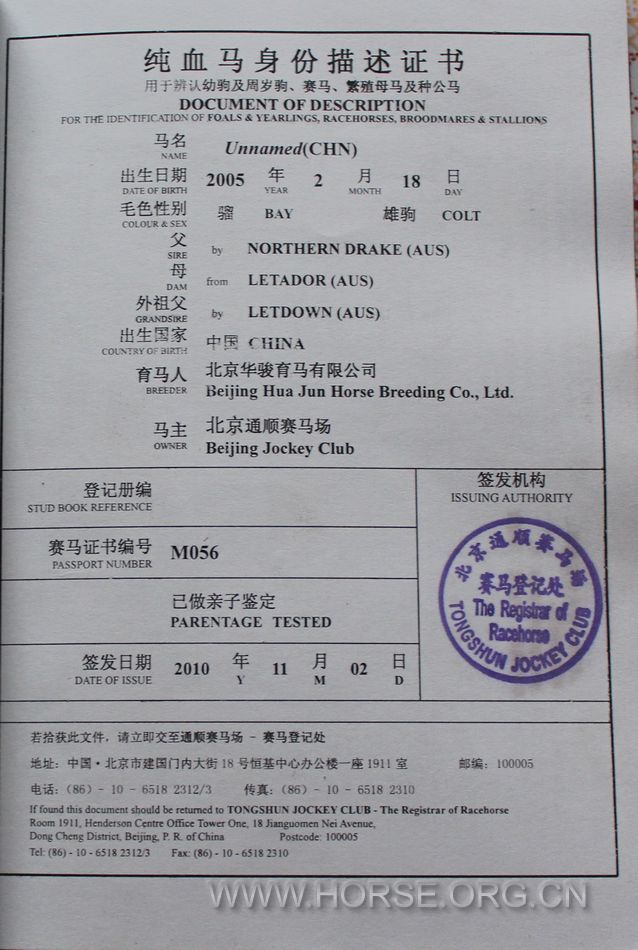 纯血马身份描述证书
用于辨认幼驹及周岁驹、赛马、繁殖母马及种公马
DOCUMENT OF DESCRIPTION
FOR THE IDENTIFICATION OF FOALS & YEARLINGS, RACEHORSES, BROODMARES & STALLIONS
马名 Unnamed(CHN)
NAME
出生日期 2005 年 2 月 18 日
DATE OF BIRTH YEAR MONTH DAY
毛色性别 骝 BAY 雄驹 COLT
COLOUR & SEX
父 by NORTHERN DRAKE (AUS)
SIRE
母 from LETADOR (AUS)
DAM
外祖父 by LETDOWN (AUS)
GRANDSIRE
出生国家 中国 CHINA
COUNTRY OF BIRTH
育马人 北京华骏育马有限公司
BREEDER Beijing Hua Jun Horse Breeding Co., Ltd.
马主 北京通顺赛马场
OWNER Beijing Jockey Club
登记册编
STUD BOOK REFERENCE
签发机构
ISSUING AUTHORITY
赛马证书编号 M056
PASSPORT NUMBER
已做亲子鉴定
PARENTAGE TESTED
签发日期 2010 年 11 月 02 日
DATE OF ISSUE Y M D
北京通顺赛马场
赛马登记处
The Registrar of
Racehorse
TONGSHUN JOCKEY CLUB
若拾获此文件，请立即交至通顺赛马场 - 赛马登记处
地址：中国·北京市建国门内大街18号恒基中心办公楼一座1911室 邮编：100005
电话：（86）- 10 - 6518 2312/3 传真：（86）- 10 - 6518 2310
If found this document should be returned to TONGSHUN JOCKEY CLUB - The Registrar of Racehorse
Room 1911, Henderson Centre Office Tower One, 18 Jianguomen Nei Avenue,
Dong Cheng District, Beijing, P. R. of China Postcode: 100005
Tel: (86) - 10 - 6518 2312/3 Fax: (86) - 10 - 6518 2310
WWW.HORSE.ORG.CN